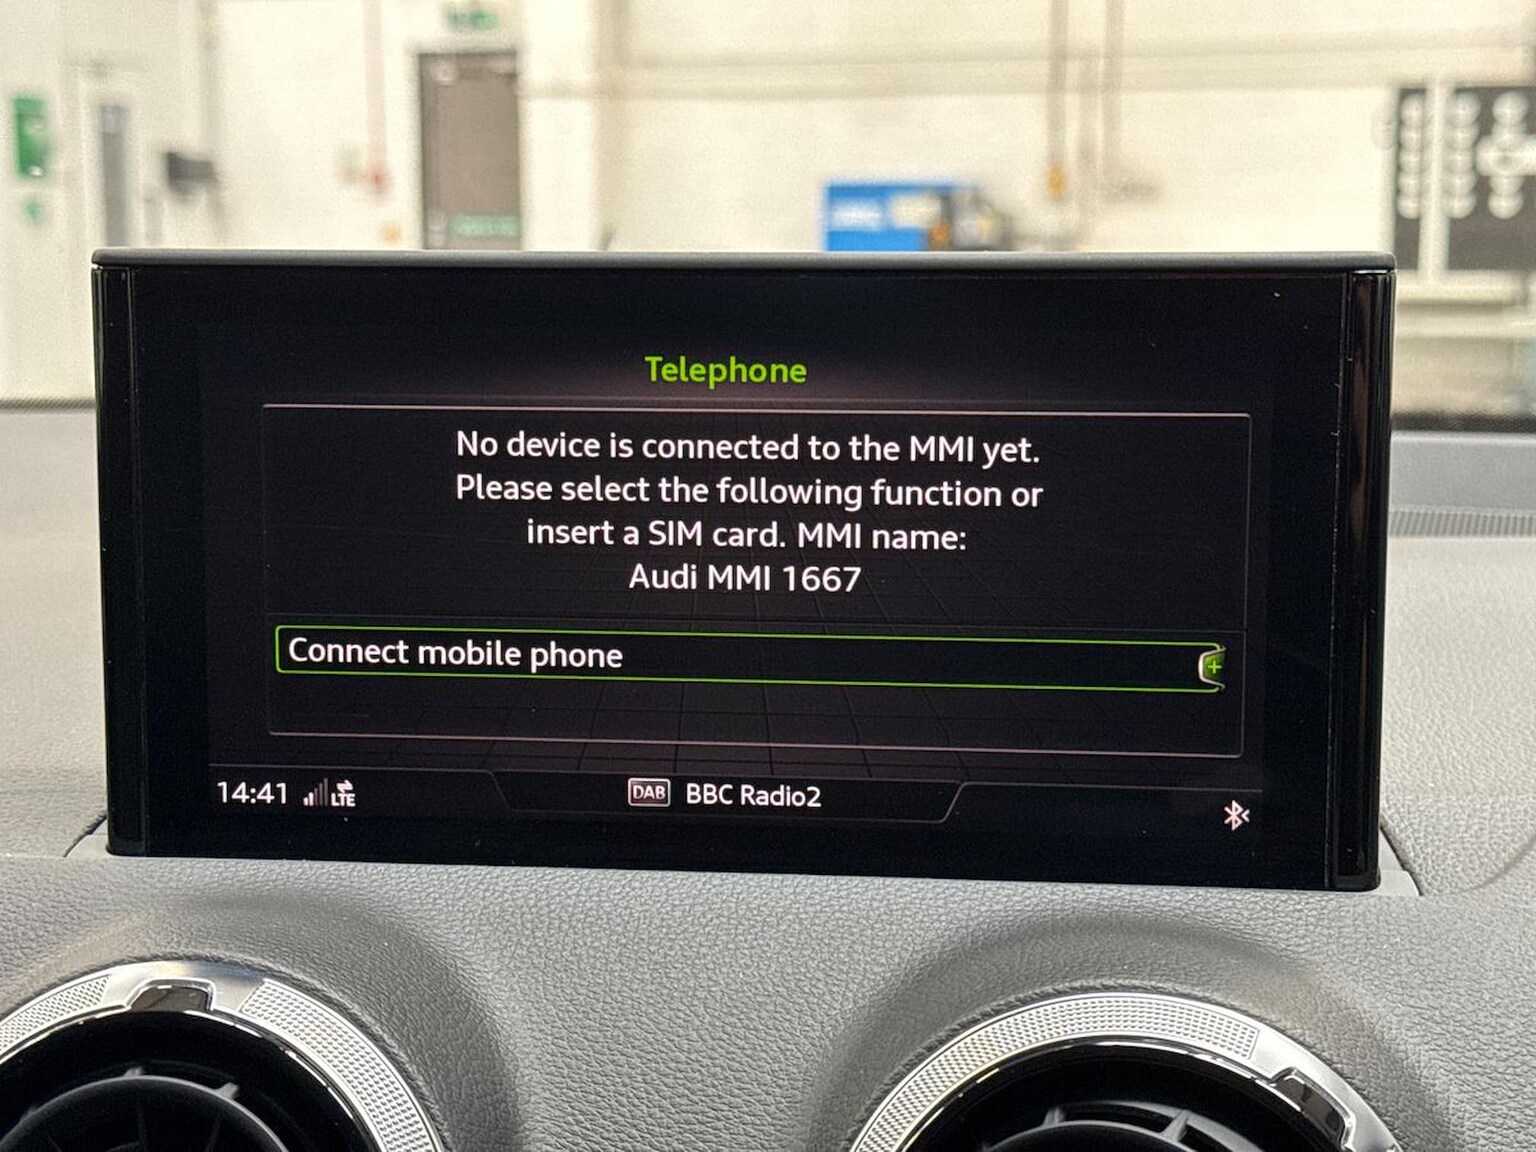 Telephone
No device is connected to the MMI yet.
Please select the following function or
insert a SIM card. MMI name:
Audi MMI 1667
Connect mobile phone
14:41 LTE DAB BBC Radio2